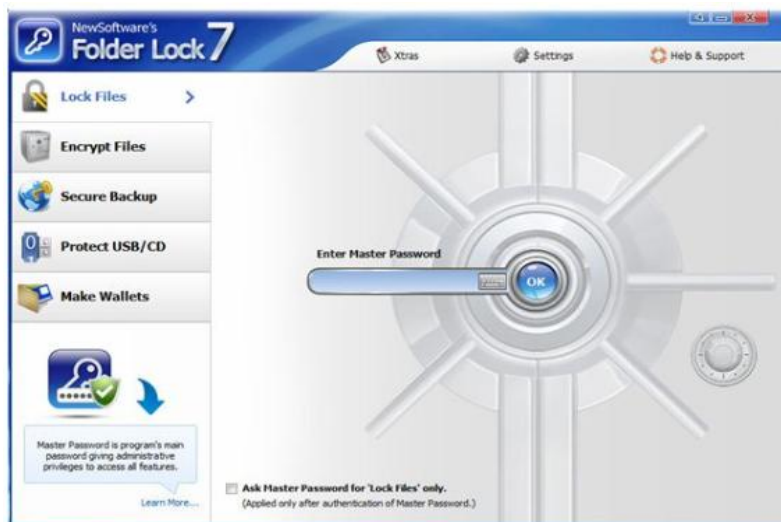 NewSoftware's
Folder Lock 7
Xtras
Settings
Help & Support
Lock Files
Encrypt Files
Secure Backup
Protect USB/CD
Make Wallets
Enter Master Password
OK
Master Password is program's main
password giving administrative
privileges to access all features.
Learn More...
Ask Master Password for 'Lock Files' only.
(Applied only after authentication of Master Password.)